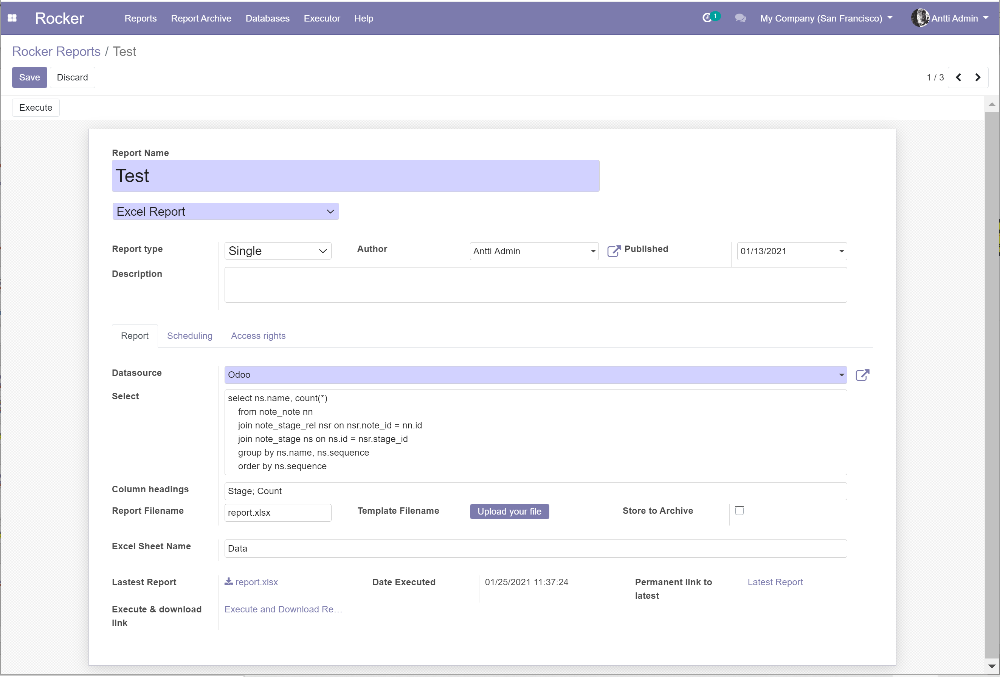 Rocker Reports Report Archive Databases Executor Help 1 My Company (San Francisco) Antti Admin
Rocker Reports / Test
Save Discard 1 / 3
Execute
Report Name
Test
Excel Report
Report type Single Author Antti Admin Published 01/13/2021
Description
Report Scheduling Access rights
Datasource Odoo
Select
select ns.name, count(*)
from note_note nn
join note_stage_rel nsr on nsr.note_id = nn.id
join note_stage ns on ns.id = nsr.stage_id
group by ns.name, ns.sequence
order by ns.sequence
Column headings Stage; Count
Report Filename report.xlsx Template Filename Upload your file Store to Archive
Excel Sheet Name Data
Lastest Report report.xlsx Date Executed 01/25/2021 11:37:24 Permanent link to latest Latest Report
Execute & download link Execute and Download Re...